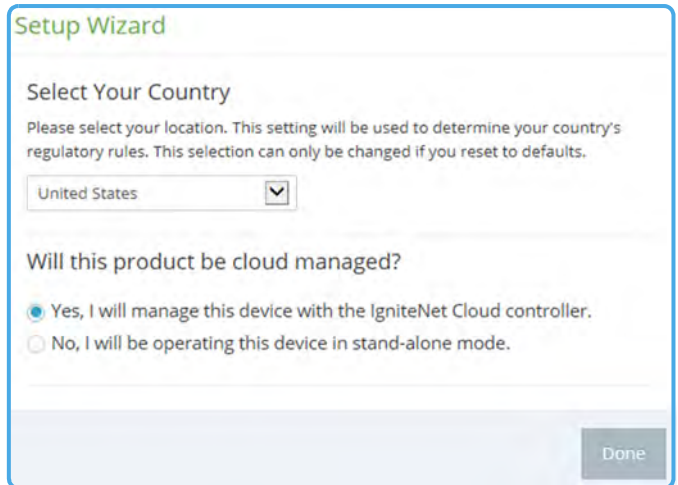 Setup Wizard
Select Your Country
Please select your location. This setting will be used to determine your country's
regulatory rules. This selection can only be changed if you reset to defaults.
United States
Will this product be cloud managed?
Yes, I will manage this device with the IgniteNet Cloud controller.
No, I will be operating this device in stand-alone mode.
Done